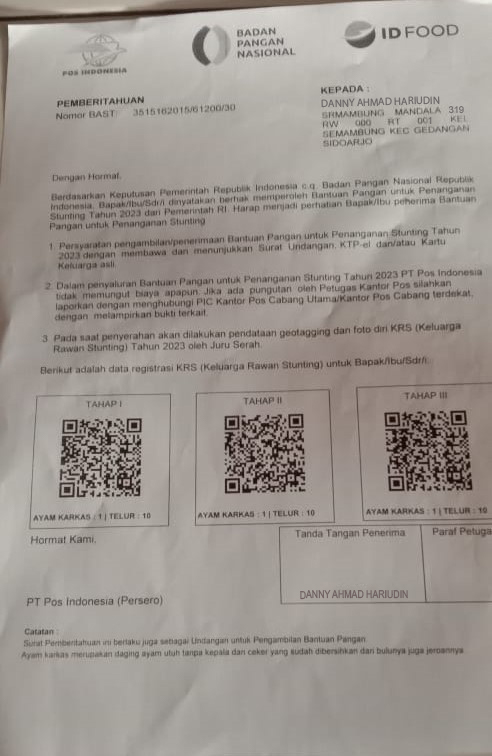 POS INDONESIA
BADAN
PANGAN
NASIONAL
ID FOOD
PEMBERITAHUAN
Nomor BAST: 3515162015/61200/30
KEPADA :
DANNY AHMAD HARIUDIN
SRMAMBUNG MANDALA 319
RW 000 RT 001 KEL
SEMAMBUNG KEC GEDANGAN
SIDOARJO
Dengan Hormat,
Berdasarkan Keputusan Pemerintah Republik Indonesia c.q. Badan Pangan Nasional Republik
Indonesia, Bapak/Ibu/Sdr/i dinyatakan berhak memperoleh Bantuan Pangan untuk Penanganan
Stunting Tahun 2023 dari Pemerintah RI. Harap menjadi perhatian Bapak/Ibu penerima Bantuan
Pangan untuk Penanganan Stunting
1. Persyaratan pengambilan/penerimaan Bantuan Pangan untuk Penanganan Stunting Tahun
2023 dengan membawa dan menunjukkan Surat Undangan, KTP-el dan/atau Kartu
Keluarga asli.
2. Dalam penyaluran Bantuan Pangan untuk Penanganan Stunting Tahun 2023 PT Pos Indonesia
tidak memungut biaya apapun. Jika ada pungutan oleh Petugas Kantor Pos silahkan
laporkan dengan menghubungi PIC Kantor Pos Cabang Utama/Kantor Pos Cabang terdekat,
dengan melampirkan bukti terkait.
3. Pada saat penyerahan akan dilakukan pendataan geotagging dan foto diri KRS (Keluarga
Rawan Stunting) Tahun 2023 oleh Juru Serah.
Berikut adalah data registrasi KRS (Keluarga Rawan Stunting) untuk Bapak/Ibu/Sdr/i:
TAHAP I
TAHAP II
TAHAP III
AYAM KARKAS : 1 | TELUR : 10
AYAM KARKAS : 1 | TELUR : 10
AYAM KARKAS : 1 | TELUR : 10
Hormat Kami,
Tanda Tangan Penerima
Paraf Petuga
PT Pos Indonesia (Persero)
DANNY AHMAD HARIUDIN
Catatan :
Surat Pemberitahuan ini berlaku juga sebagai Undangan untuk Pengambilan Bantuan Pangan
Ayam karkas merupakan daging ayam utuh tanpa kepala dan ceker yang sudah dibersihkan dari bulunya juga jeroannya